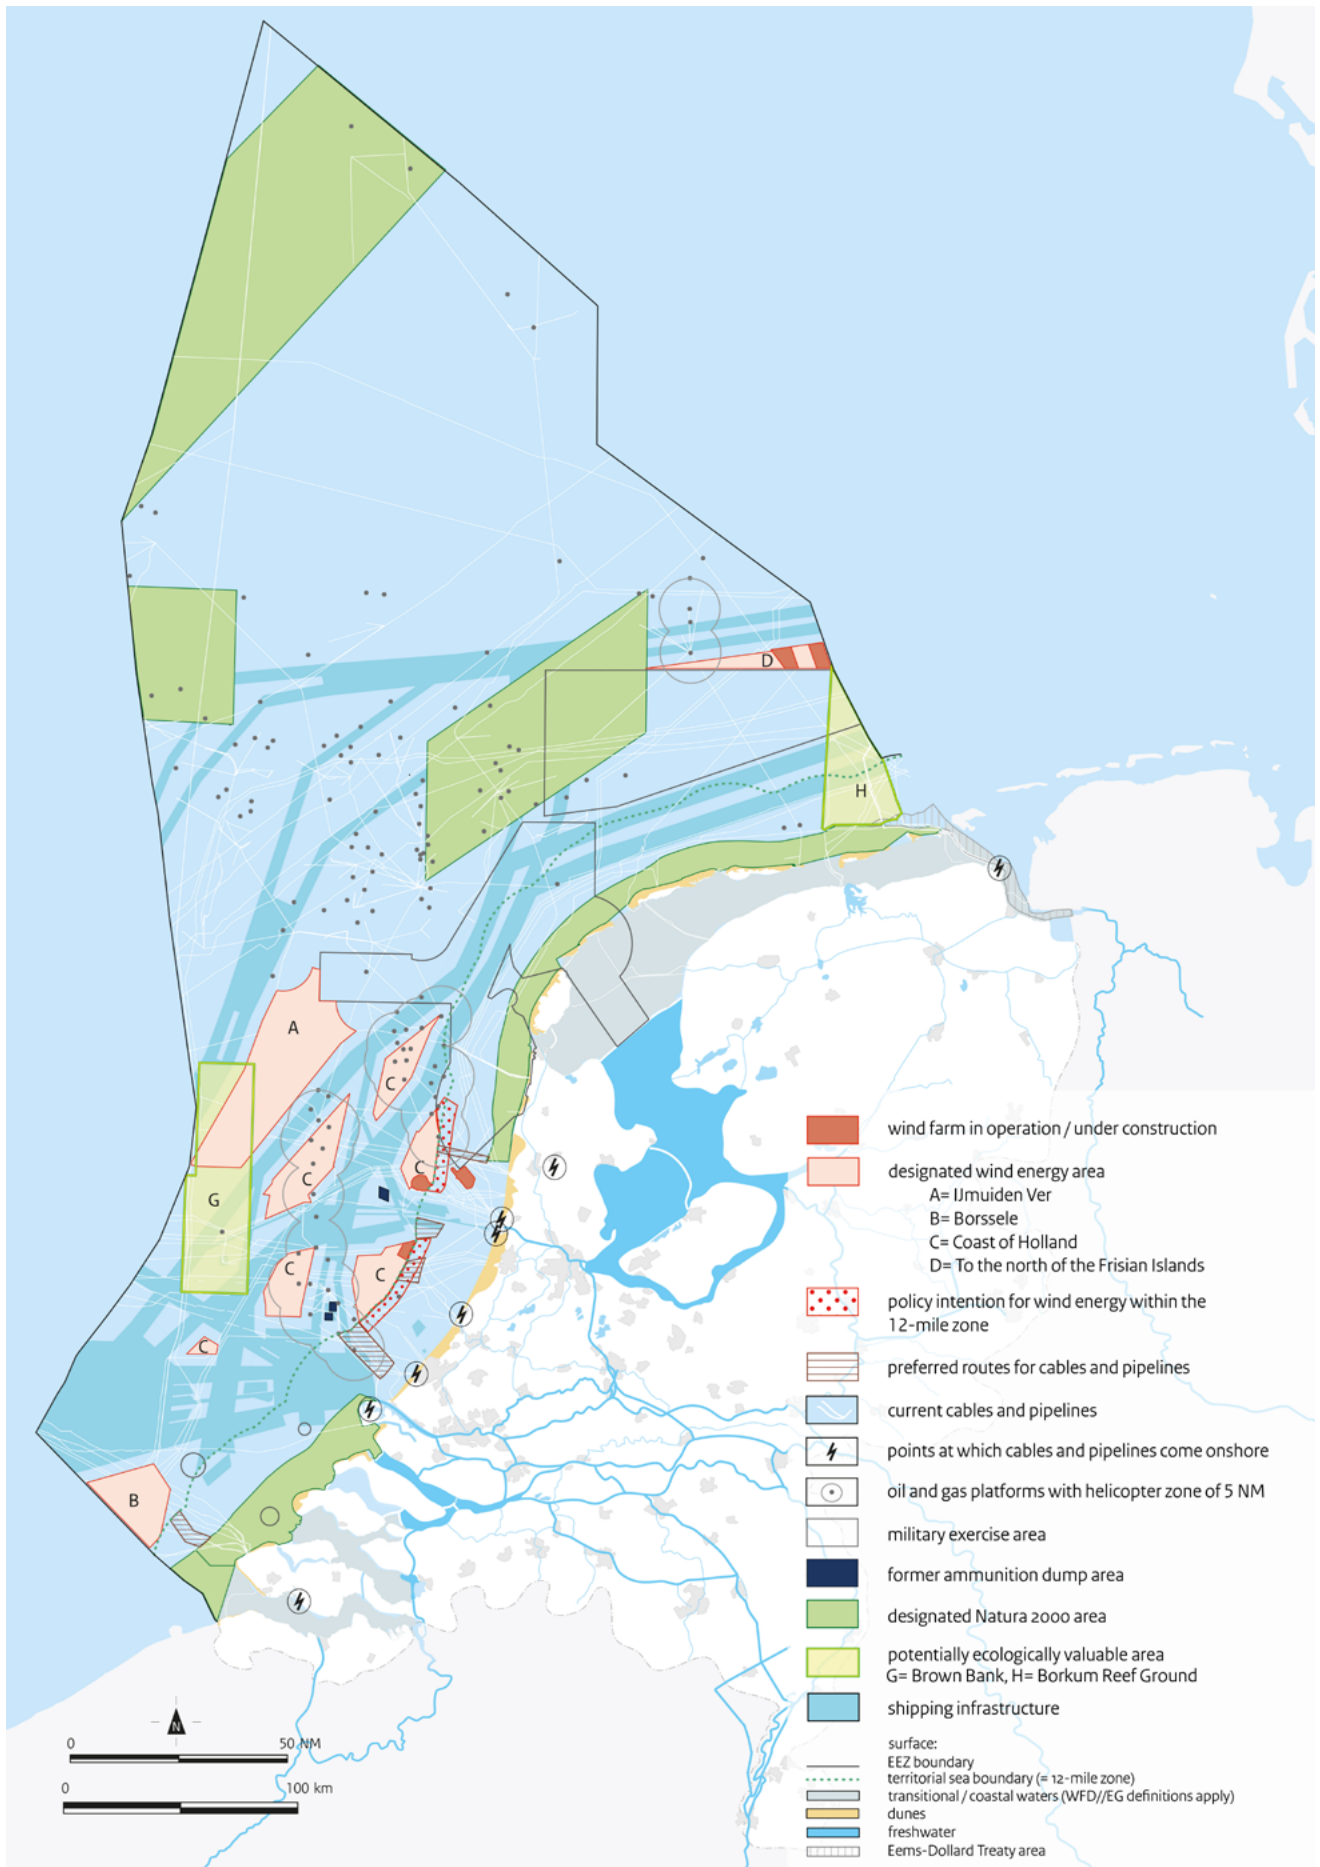 D
H
A
C
C
C
G
C
C
C
B
wind farm in operation / under construction
designated wind energy area
A= IJmuiden Ver
B= Borssele
C= Coast of Holland
D= To the north of the Frisian Islands
policy intention for wind energy within the
12-mile zone
preferred routes for cables and pipelines
current cables and pipelines
points at which cables and pipelines come onshore
oil and gas platforms with helicopter zone of 5 NM
military exercise area
former ammunition dump area
designated Natura 2000 area
potentially ecologically valuable area
G= Brown Bank, H= Borkum Reef Ground
shipping infrastructure
surface:
EEZ boundary
territorial sea boundary (= 12-mile zone)
transitional / coastal waters (WFD//EG definitions apply)
dunes
freshwater
Eems-Dollard Treaty area
N
0 50 NM
0 100 km